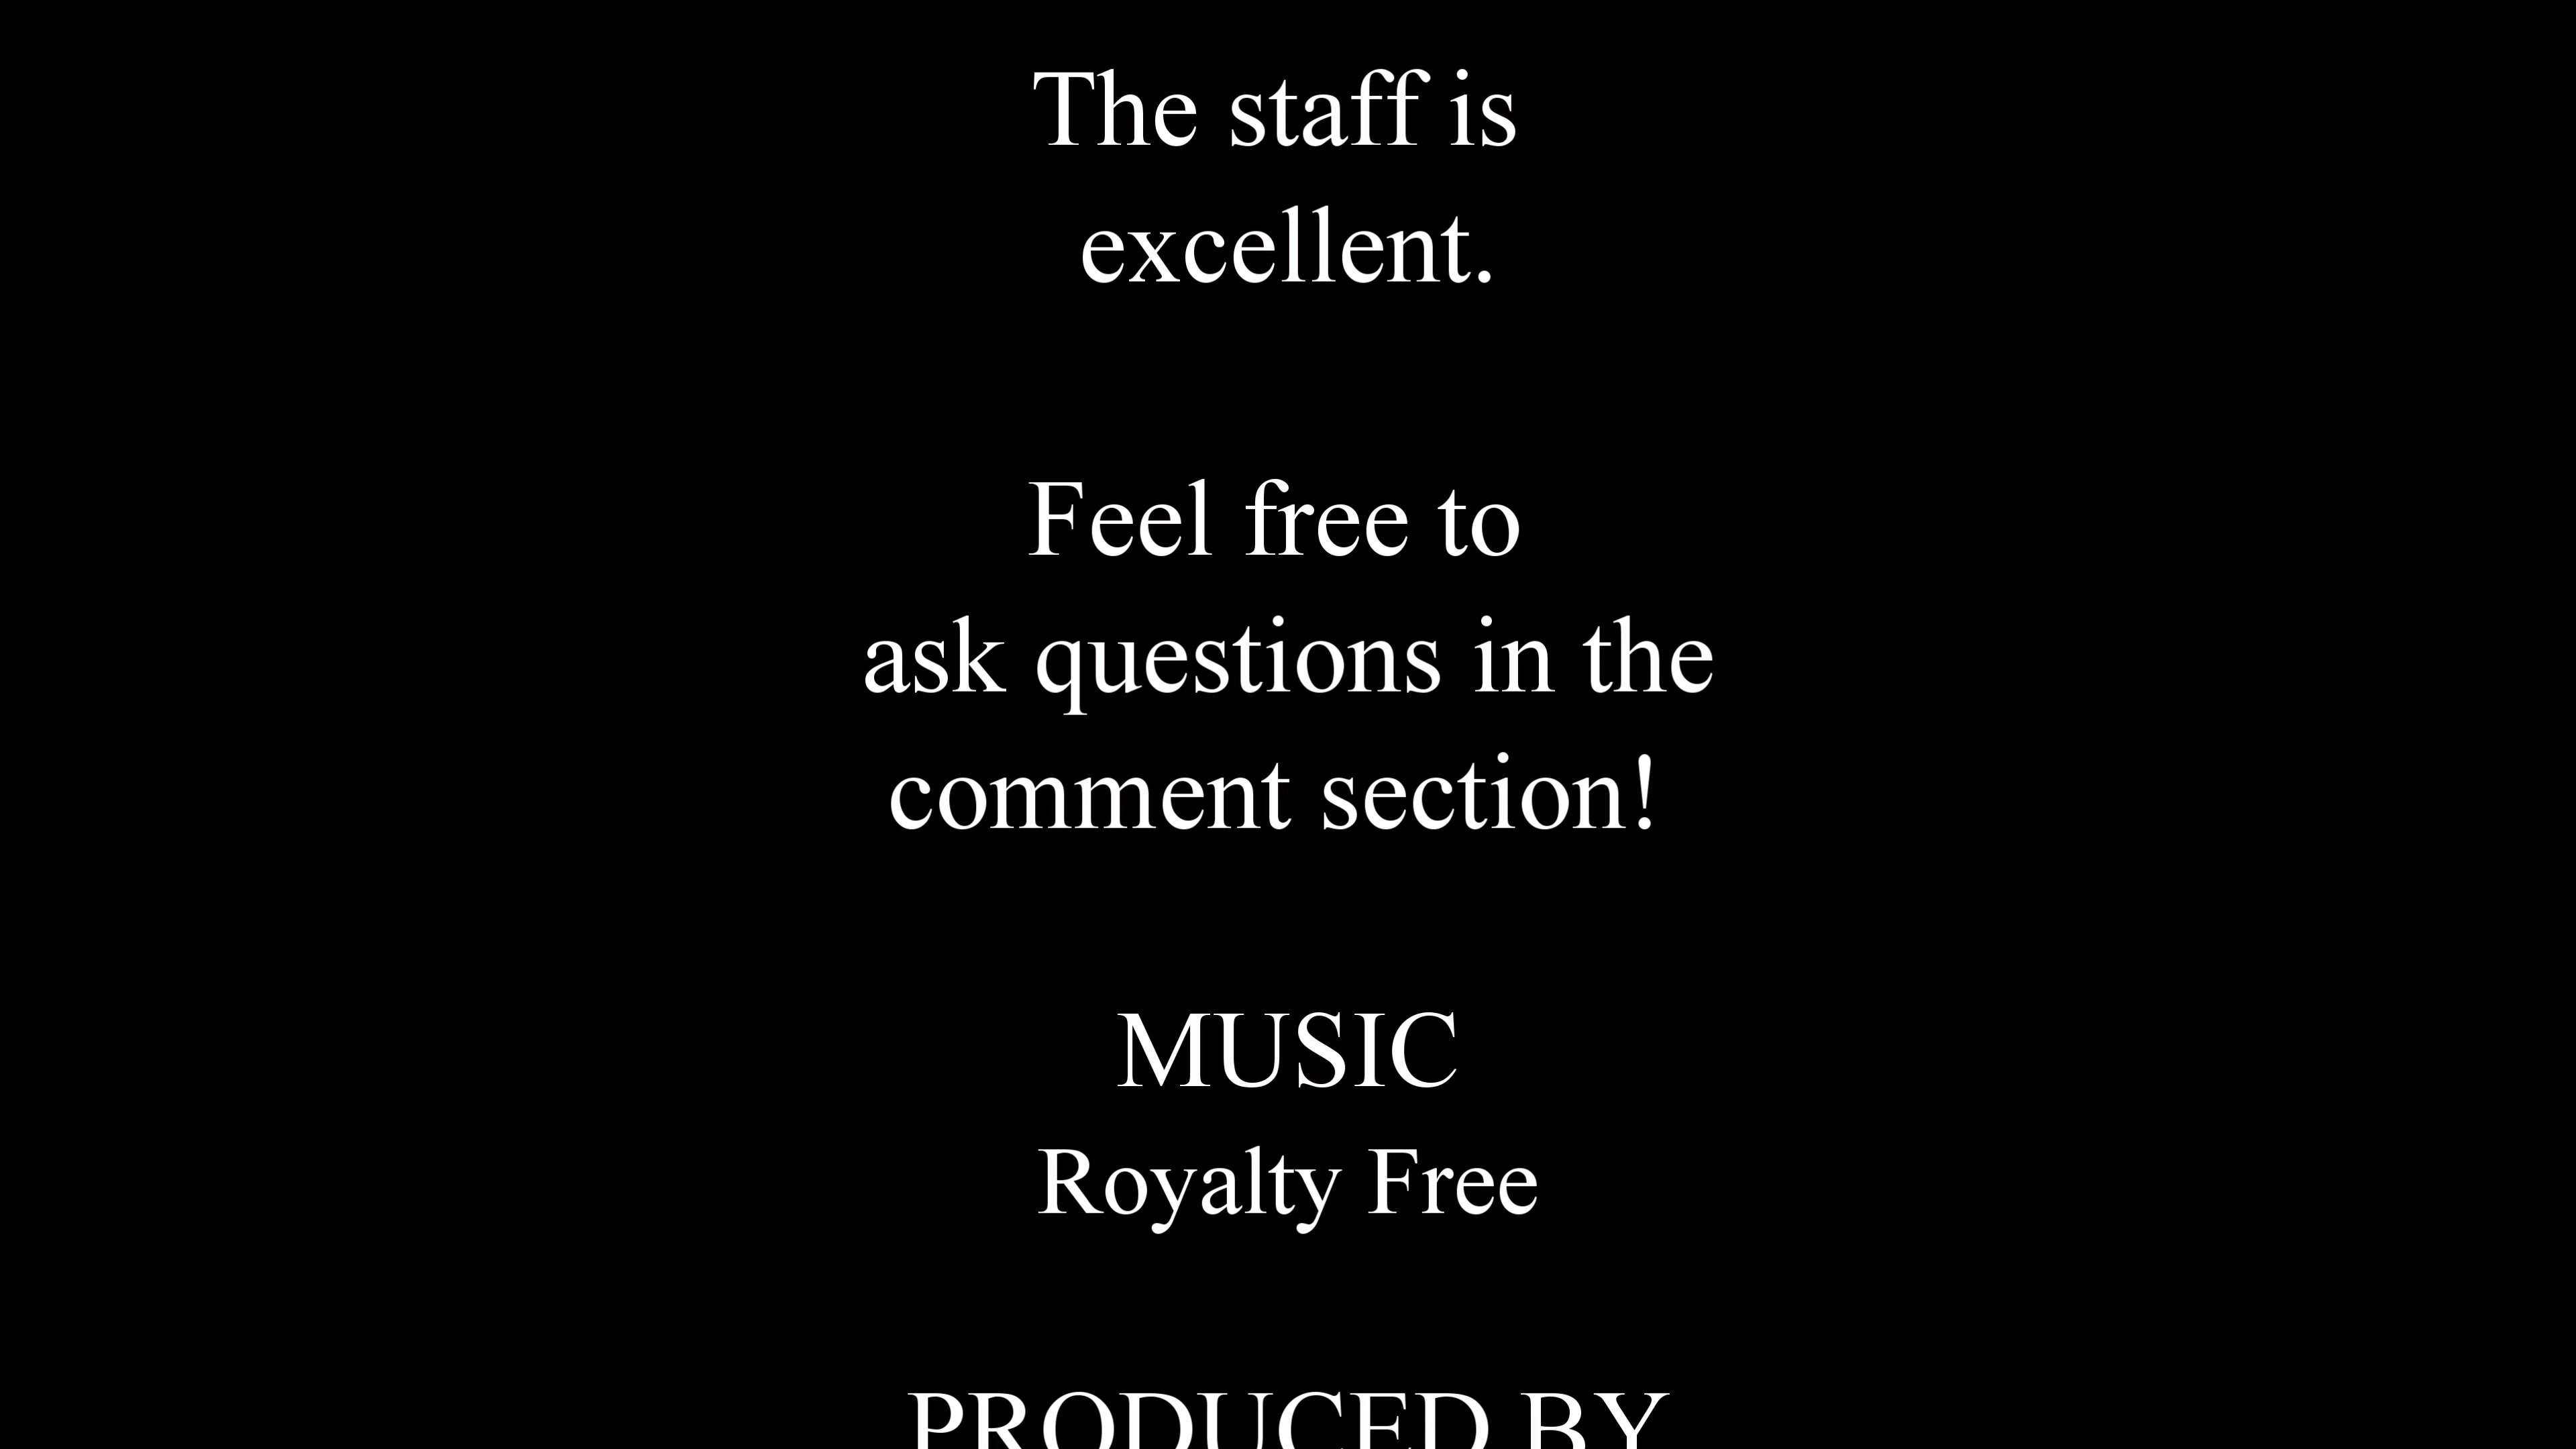 The staff is
excellent.
Feel free to
ask questions in the
comment section!
MUSIC
Royalty Free
PRODUCED BY